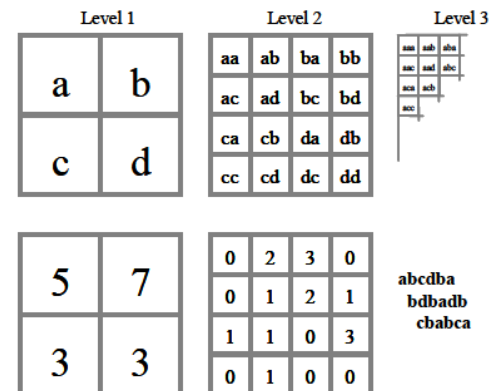 Level 1 Level 2 Level 3
a b
c d
aa ab ba bb
ac ad bc bd
ca cb da db
cc cd dc dd
aaa aab aba
aac aad abc
aca acb
acc
5 7
3 3
0 2 3 0
0 1 2 1
1 1 0 3
0 1 0 0
abcdba
bdbadb
cbabca